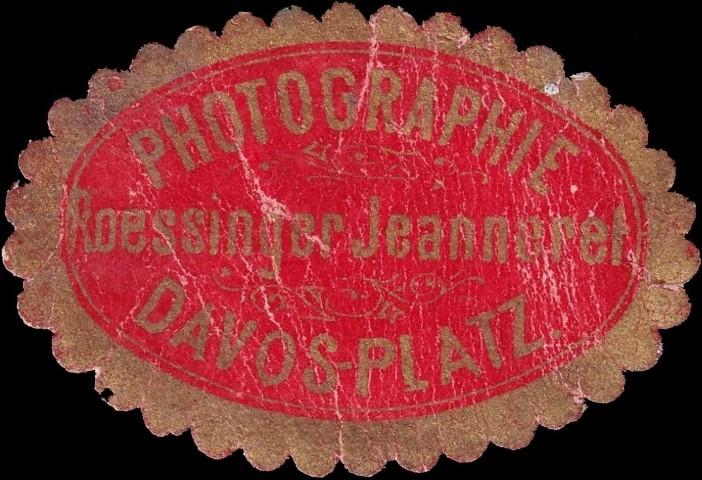 PHOTOGRAPHIE
Roessinger Jeanneret
DAVOS-PLATZ.